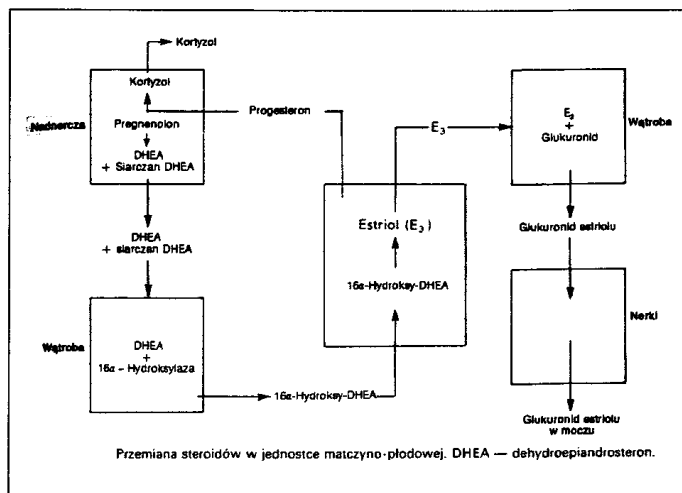 Kortyzol
Nadnercza
Kortyzol
Pregnenolon
DHEA
+ Siarczan DHEA
Progesteron
DHEA
+ siarczan DHEA
Wątroba
DHEA
+
16α - Hydroksylaza
16α-Hydroksy-DHEA
Estriol (E₃)
16α-Hydroksy-DHEA
E₃
E₃
+
Glukuronid
Wątroba
Glukuronid estriolu
Nerki
Glukuronid estriolu
w moczu
Przemiana steroidów w jednostce matczyno-płodowej. DHEA — dehydroepiandrosteron.